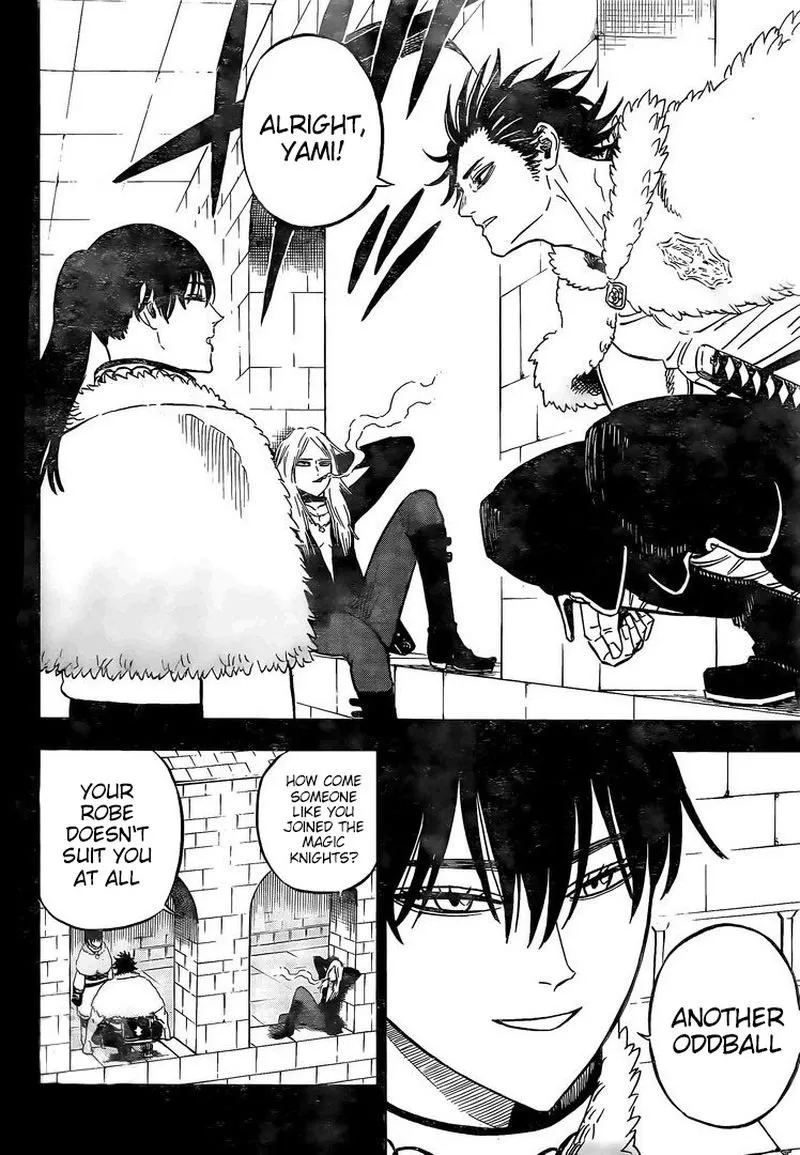 ALRIGHT,
YAMI!
HOW COME
SOMEONE
LIKE YOU
JOINED THE
MAGIC
KNIGHTS?
YOUR
ROBE
DOESN'T
SUIT YOU
AT ALL
ANOTHER
ODDBALL